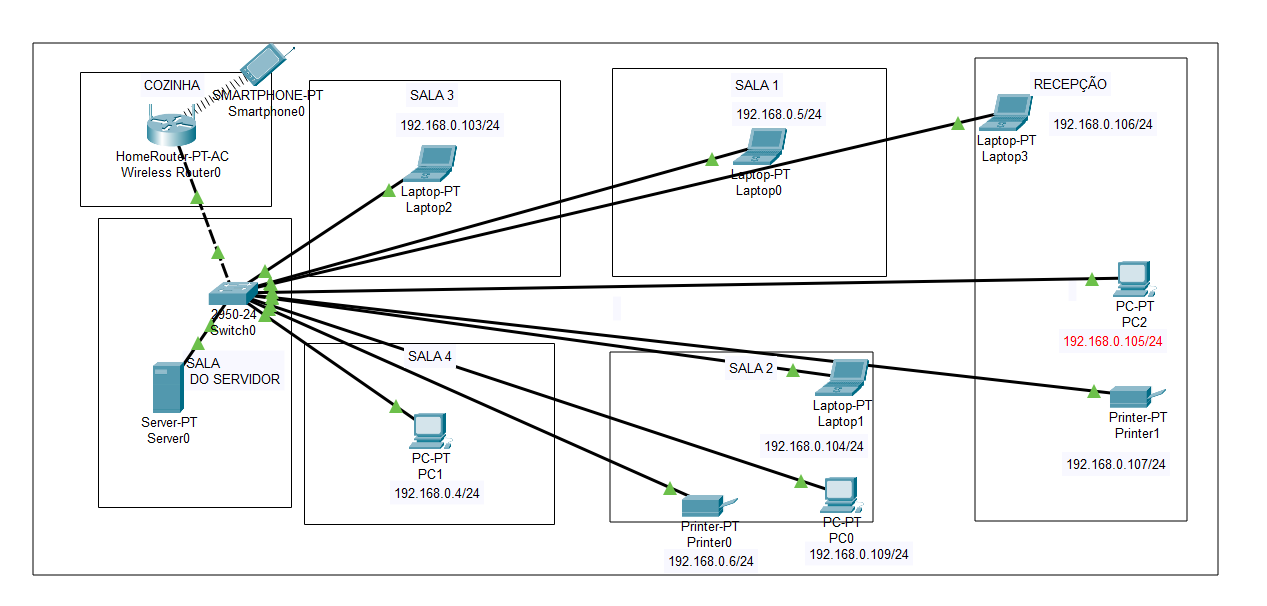 COZINHA
SMARTPHONE-PT
Smartphone0
HomeRouter-PT-AC
Wireless Router0
SALA 3
192.168.0.103/24
Laptop-PT
Laptop2
SALA 1
192.168.0.5/24
Laptop-PT
Laptop0
RECEPÇÃO
192.168.0.106/24
Laptop-PT
Laptop3
2950-24
Switch0
SALA
DO SERVIDOR
Server-PT
Server0
SALA 4
PC-PT
PC1
192.168.0.4/24
SALA 2
Laptop-PT
Laptop1
192.168.0.104/24
Printer-PT
Printer0
192.168.0.6/24
PC-PT
PC0
192.168.0.109/24
PC-PT
PC2
192.168.0.105/24
Printer-PT
Printer1
192.168.0.107/24